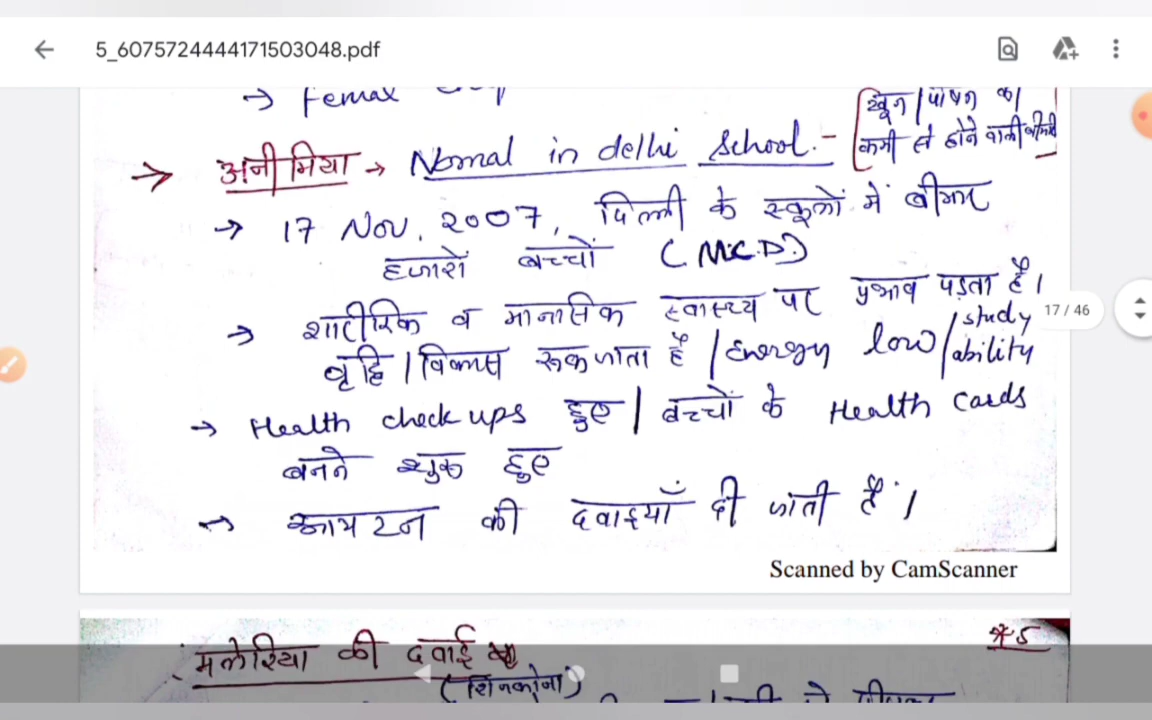 5_6075724444171503048.pdf
→ Femal
खून/पोषण की
कमी से होने वाली बीमारी
→ अनीमिया → Nomal in delhi School.-
→ 17 Nov. 2007, दिल्ली के स्कूलों में बीमार
हजारों बच्चों (M.C.D.)
→ शारीरिक व मानसिक स्वास्थ्य पर प्रभाव पड़ता है।
17 / 46
वृद्धि/विकास रूक जाता है/Energy low/study
ability
→ Health check ups हुए/बच्चों के Health Cards
बनने शुरू हुए
→ आयरन की दवाइयाँ दी जाती हैं।
Scanned by CamScanner
*5
मलेरिया की दवाई
(शिनकोना)